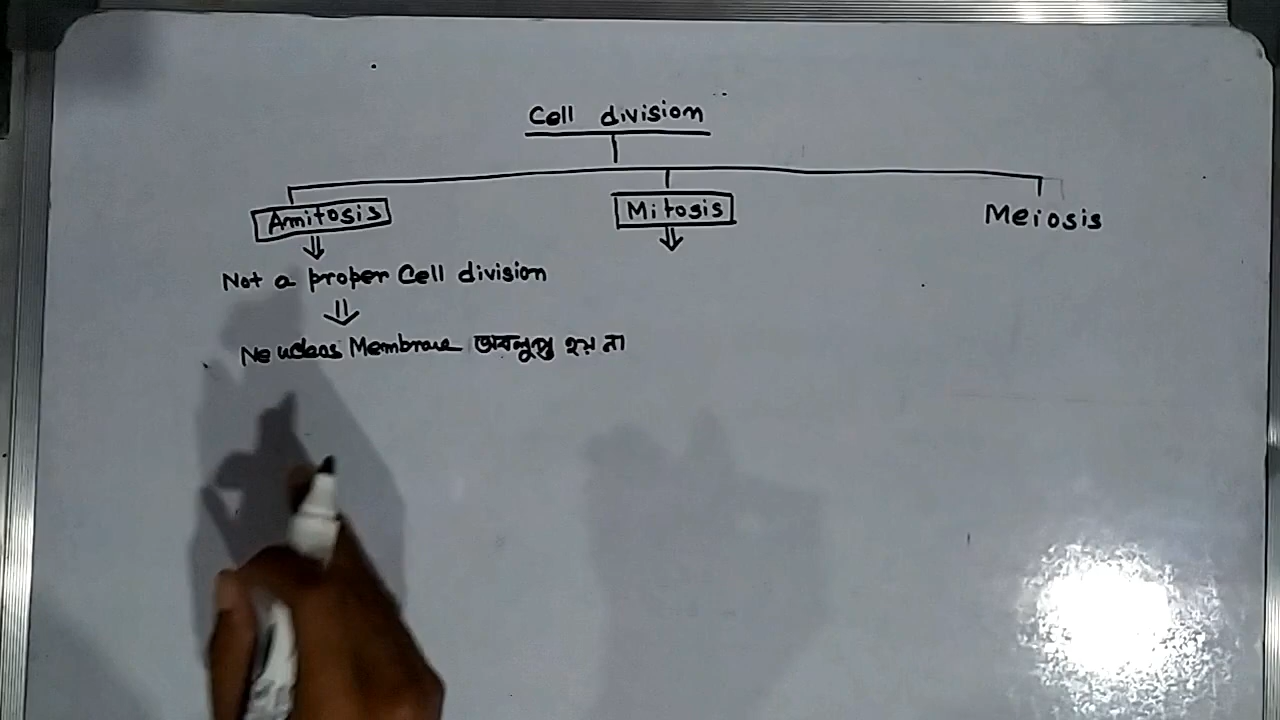 Cell division
Amitosis Mitosis Meiosis
Not a proper Cell division
Neucleas Membrane অবলুপ্ত হয় না